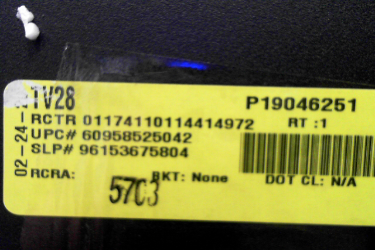 TV28 P19046251
RCTR 01174110114414972 RT :1
UPC# 60958525042
SLP# 96153675804
RCRA: 5703 BKT: None DOT CL: N/A
02-24-